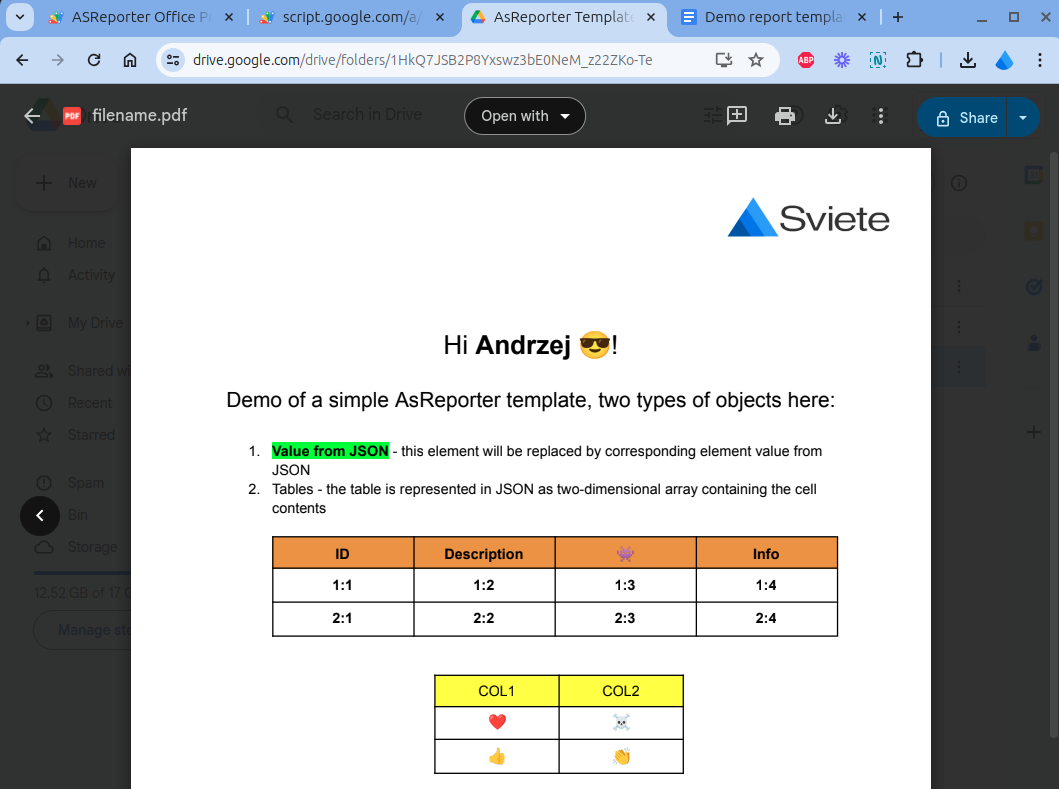 ASReporter Office P
script.google.com/a/
AsReporter Template
Demo report templa
drive.google.com/drive/folders/1HkQ7JSB2P8Yxswz3bE0NeM_z22ZKo-Te
ABP
N
PDF filename.pdf
Search in Drive
Open with
Share
New
Home
Activity
My Drive
Shared wi
Recent
Starred
Spam
Bin
Storage
12.52 GB of 17 G
Manage sto
Sviete
Hi Andrzej 😎!
Demo of a simple AsReporter template, two types of objects here:
1. Value from JSON - this element will be replaced by corresponding element value from
JSON
2. Tables - the table is represented in JSON as two-dimensional array containing the cell
contents
ID Description 👾 Info
1:1 1:2 1:3 1:4
2:1 2:2 2:3 2:4
COL1 COL2
❤️ ☠️
👍 👏